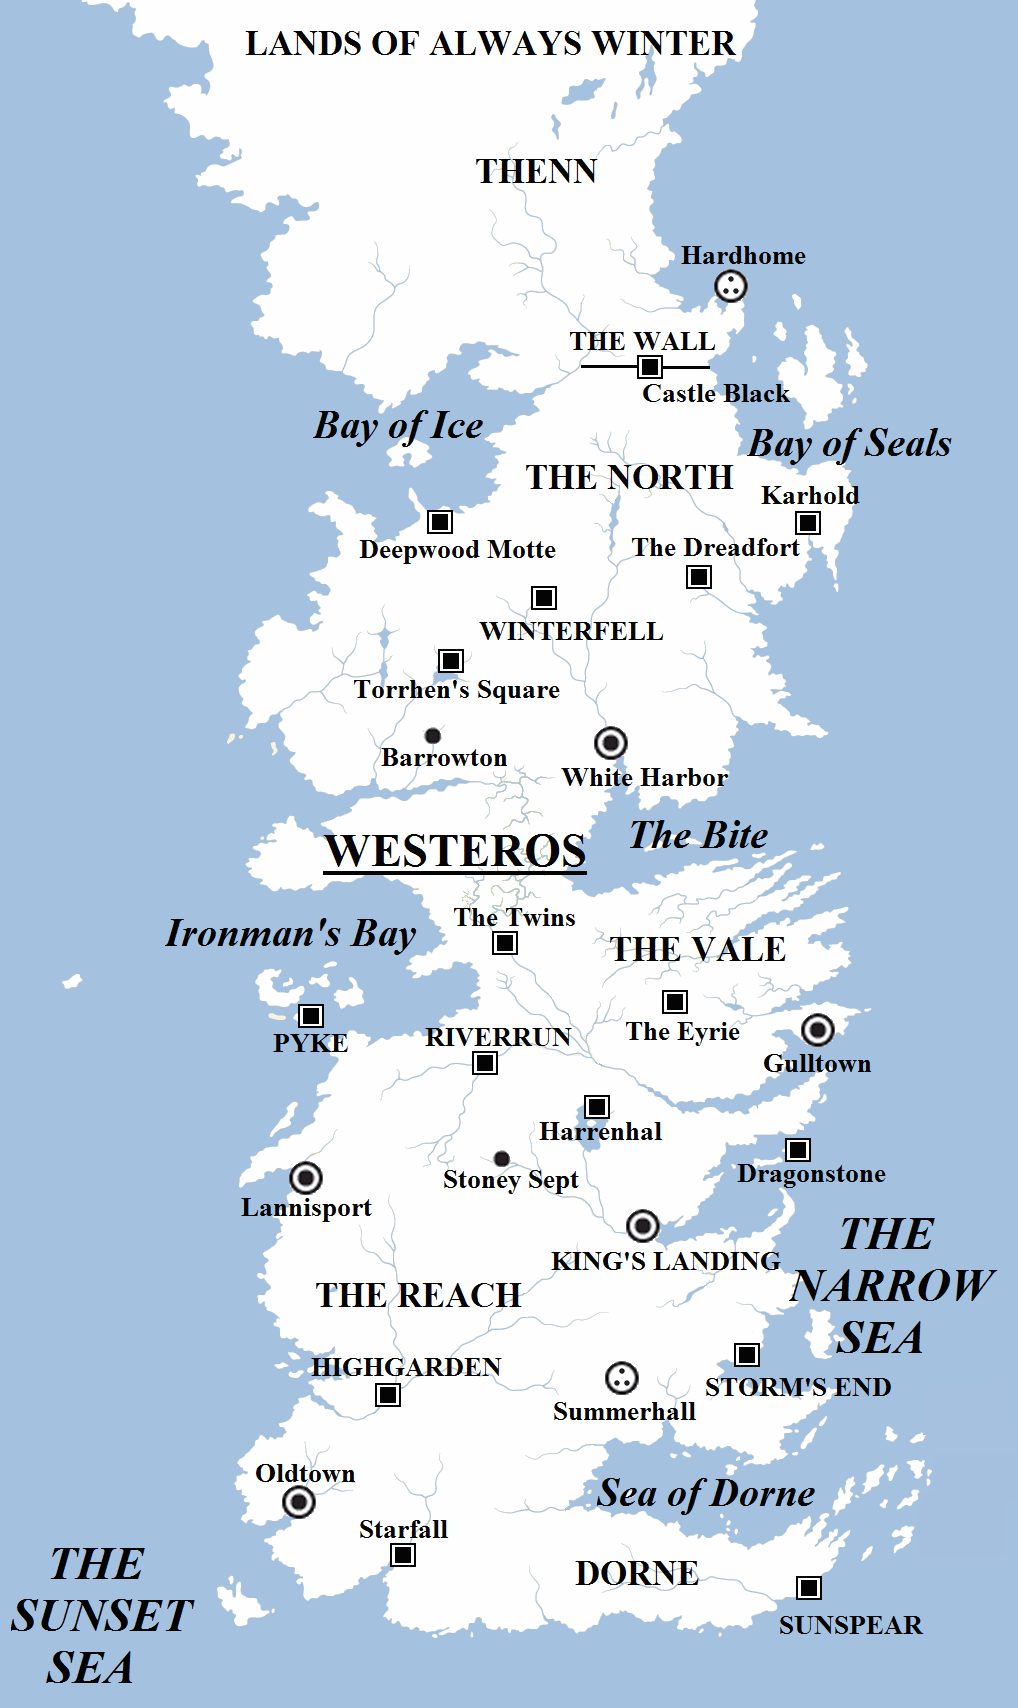 LANDS OF ALWAYS WINTER
THENN
Hardhome
THE WALL
Castle Black
Bay of Ice
Bay of Seals
THE NORTH
Karhold
The Dreadfort
Deepwood Motte
WINTERFELL
Torrhen's Square
Barrowton
White Harbor
The Bite
WESTEROS
The Twins
Ironman's Bay
THE VALE
The Eyrie
PYKE
RIVERRUN
Gulltown
Harrenhal
Dragonstone
Stoney Sept
Lannisport
THE
NARROW
SEA
KING'S LANDING
THE REACH
HIGHGARDEN
STORM'S END
Summerhall
Oldtown
Sea of Dorne
Starfall
THE
SUNSET
SEA
DORNE
SUNSPEAR